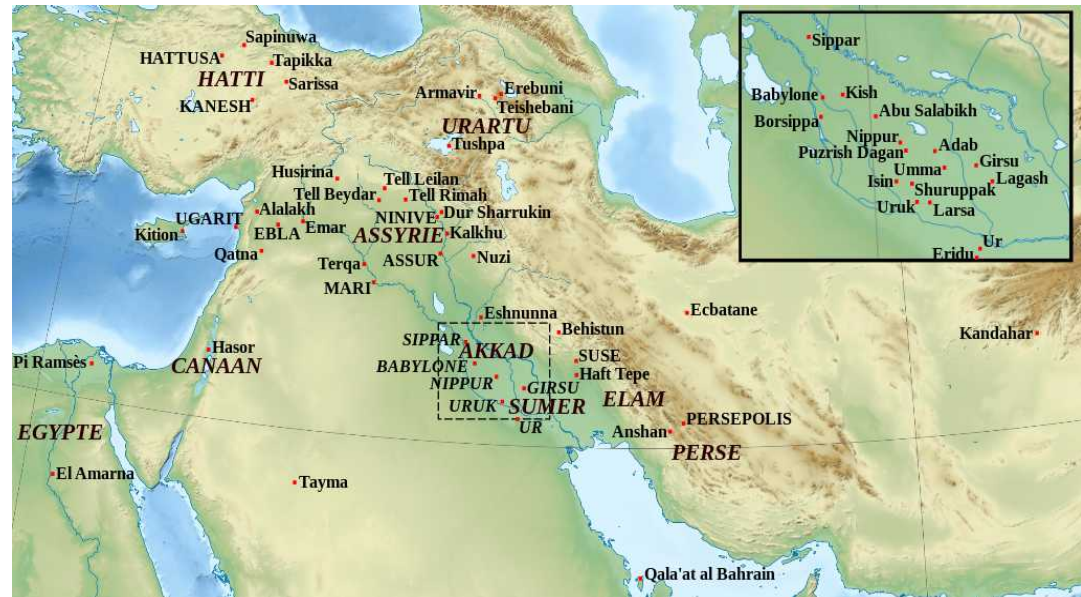 Sapinuwa
HATTUSA
Tapikka
HATTI
Sarissa
KANESH
Armavir
Erebuni
Teishebani
URARTU
Tushpa
Husirina
Tell Leilan
Tell Beydar
Tell Rimah
Alalakh
NINIVE
Dur Sharrukin
UGARIT
Emar
Kition
EBLA
ASSYRIE
Kalkhu
Qatna
ASSUR
Nuzi
Terqa
MARI
Eshnunna
Ecbatane
Behistun
Kandahar
SIPPAR
AKKAD
Hasor
SUSE
Pi Ramsès
CANAAN
BABYLONE
Haft Tepe
NIPPUR
GIRSU
ELAM
URUK
SUMER
UR
PERSEPOLIS
EGYPTE
Anshan
PERSE
El Amarna
Tayma
Qala'at al Bahrain
Sippar
Babylone
Kish
Borsippa
Abu Salabikh
Nippur
Puzrish Dagan
Adab
Umma
Girsu
Isin
Lagash
Shuruppak
Uruk
Larsa
Ur
Eridu